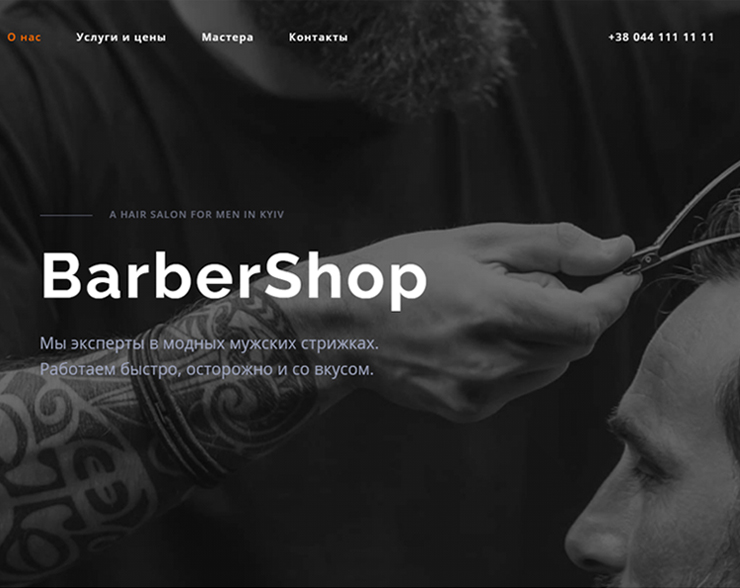 О нас Услуги и цены Мастера Контакты +38 044 111 11 11
A HAIR SALON FOR MEN IN KYIV
BarberShop
Мы эксперты в модных мужских стрижках.
Работаем быстро, осторожно и со вкусом.